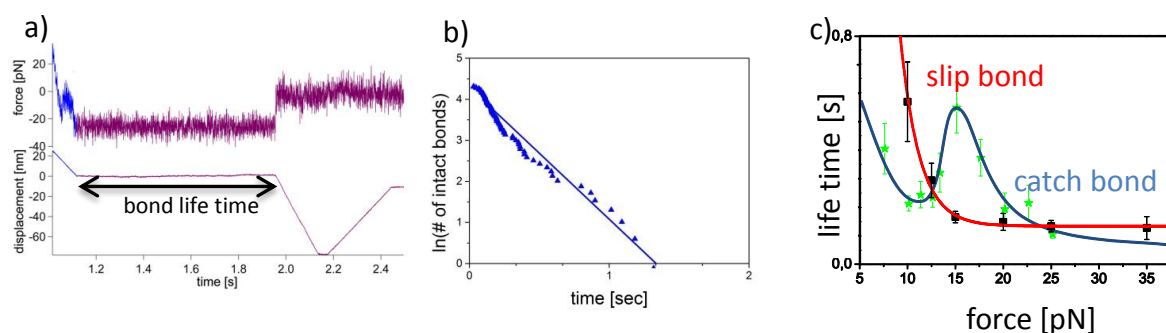 a)
force [pN]
20
0
-20
-40
displacement [nm]
20
0
-20
-40
-60
bond life time
1.2 1.4 1.6 1.8 2.0 2.2 2.4
time [s]
b)
ln(# of intact bonds)
5
4
3
2
1
0
0 1 2
time [sec]
c)
life time [s]
0,8
0,0
slip bond
catch bond
5 10 15 20 25 30 35
force [pN]